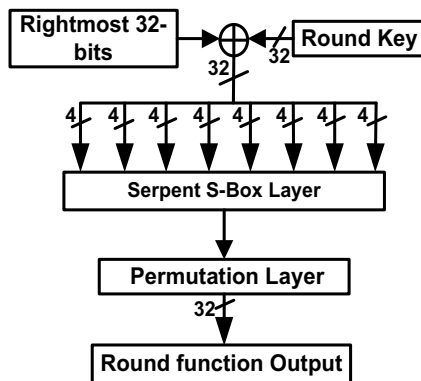 Rightmost 32-
bits
Round Key
32
32
4 4 4 4 4 4 4 4
Serpent S-Box Layer
Permutation Layer
32
Round function Output